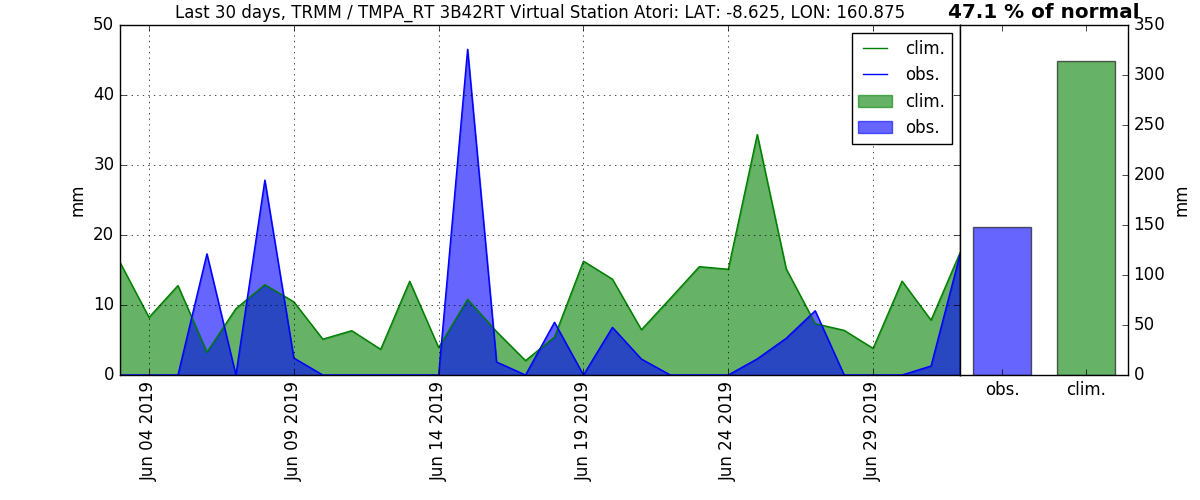 Last 30 days, TRMM / TMPA_RT 3B42RT Virtual Station Atori: LAT: -8.625, LON: 160.875
47.1 % of normal
50
40
30
20
10
0
mm
clim.
obs.
clim.
obs.
Jun 04 2019
Jun 09 2019
Jun 14 2019
Jun 19 2019
Jun 24 2019
Jun 29 2019
350
300
250
200
150
100
50
0
mm
obs.
clim.